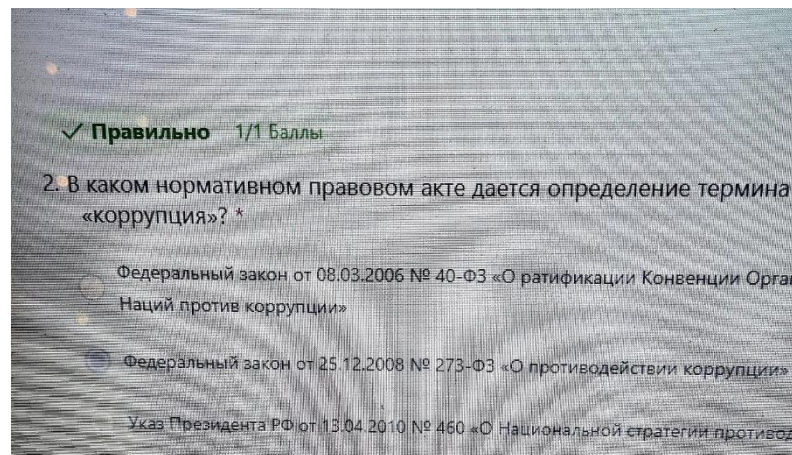 ✓ Правильно 1/1 Баллы
2. В каком нормативном правовом акте дается определение термина
«коррупция»? *
Федеральный закон от 08.03.2006 № 40-ФЗ «О ратификации Конвенции
Наций против коррупции»
Федеральный закон от 25.12.2008 № 273-ФЗ «О противодействии коррупции»
Указ Президента РФ от 13.04.2010 № 460 «О Национальной стратегии